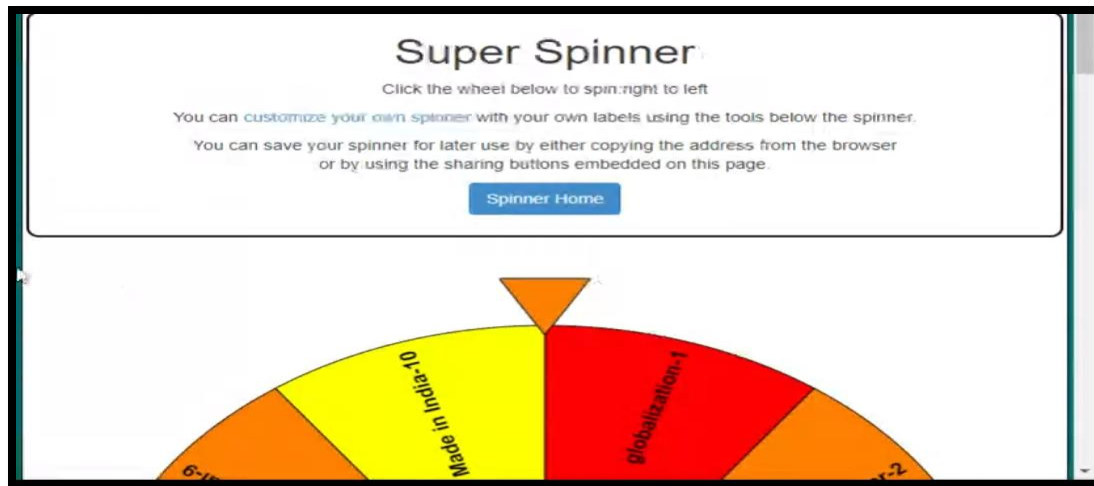 Super Spinner
Click the wheel below to spin:right to left
You can customize your own spinner with your own labels using the tools below the spinner.
You can save your spinner for later use by either copying the address from the browser
or by using the sharing buttons embedded on this page.
Spinner Home
Made in India-10
globalization-1